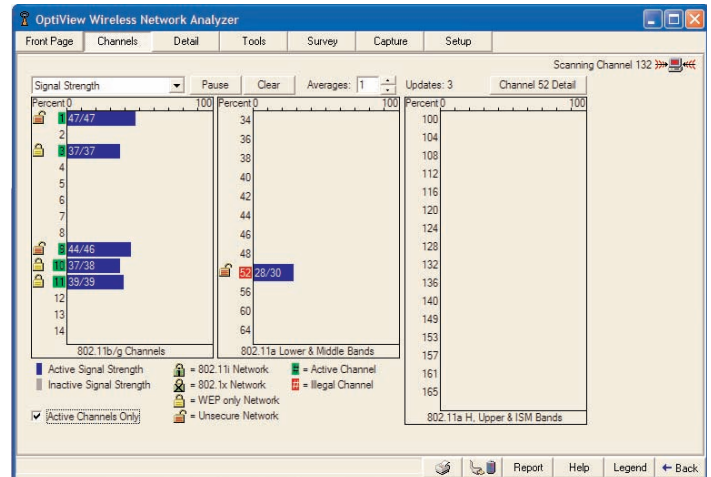 OptiView Wireless Network Analyzer
Front Page Channels Detail Tools Survey Capture Setup
Scanning Channel 132
Signal Strength Pause Clear Averages: 1 Updates: 3 Channel 52 Detail
Percent 0 100
1 47/47
2
3 37/37
4
5
6
7
8
9 44/46
10 37/38
11 39/39
12
13
14
802.11b/g Channels
Percent 0 100
34
36
38
40
42
44
46
48
52 28/30
56
60
64
802.11a Lower & Middle Bands
Percent 0 100
100
104
108
112
116
120
124
128
132
136
140
149
153
157
161
165
802.11a H, Upper & ISM Bands
Active Signal Strength
Inactive Signal Strength
Active Channels Only
= 802.11i Network
= 802.1x Network
= WEP only Network
= Unsecure Network
# = Active Channel
# = Illegal Channel
Report Help Legend Back